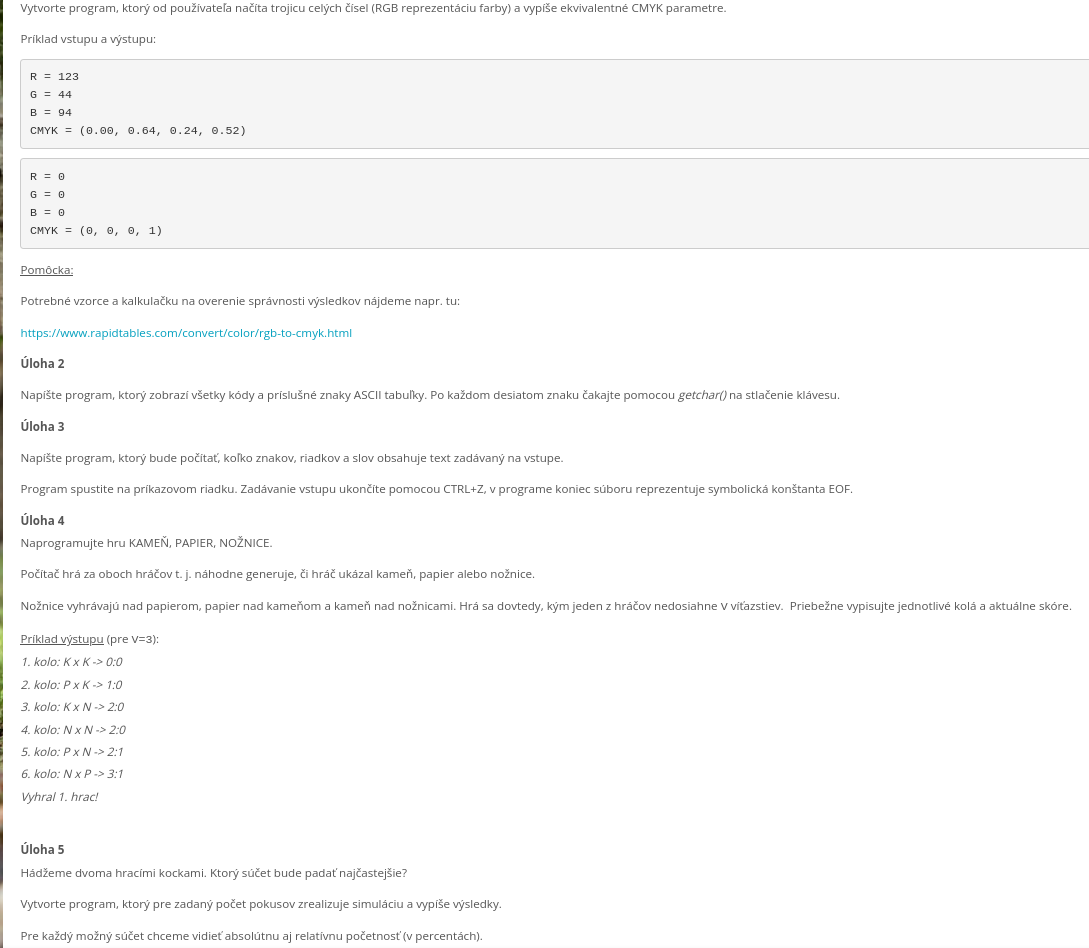 Vytvorte program, ktorý od používateľa načíta trojicu celých čísel (RGB reprezentáciu farby) a vypíše ekvivalentné CMYK parametre.
Príklad vstupu a výstupu:
R = 123
G = 44
B = 94
CMYK = (0.00, 0.64, 0.24, 0.52)
R = 0
G = 0
B = 0
CMYK = (0, 0, 0, 1)
Pomôcka:
Potrebné vzorce a kalkulačku na overenie správnosti výsledkov nájdeme napr. tu:
https://www.rapidtables.com/convert/color/rgb-to-cmyk.html
Úloha 2
Napíšte program, ktorý zobrazí všetky kódy a príslušné znaky ASCII tabuľky. Po každom desiatom znaku čakajte pomocou getchar() na stlačenie klávesu.
Úloha 3
Napíšte program, ktorý bude počítať, koľko znakov, riadkov a slov obsahuje text zadávaný na vstupe.
Program spustite na príkazovom riadku. Zadávanie vstupu ukončíte pomocou CTRL+Z, v programe koniec súboru reprezentuje symbolická konštanta EOF.
Úloha 4
Naprogramujte hru KAMEŇ, PAPIER, NOŽNICE.
Počítač hrá za oboch hráčov t. j. náhodne generuje, či hráč ukázal kameň, papier alebo nožnice.
Nožnice vyhrávajú nad papierom, papier nad kameňom a kameň nad nožnicami. Hrá sa dovtedy, kým jeden z hráčov nedosiahne V víťazstiev. Priebežne vypisujte jednotlivé kolá a aktuálne skóre.
Príklad výstupu (pre V=3):
1. kolo: K x K -> 0:0
2. kolo: P x K -> 1:0
3. kolo: K x N -> 2:0
4. kolo: N x N -> 2:0
5. kolo: P x N -> 2:1
6. kolo: N x P -> 3:1
Vyhral 1. hrac!
Úloha 5
Hádžeme dvoma hracími kockami. Ktorý súčet bude padať najčastejšie?
Vytvorte program, ktorý pre zadaný počet pokusov zrealizuje simuláciu a vypíše výsledky.
Pre každý možný súčet chceme vidieť absolútnu aj relatívnu početnosť (v percentách).